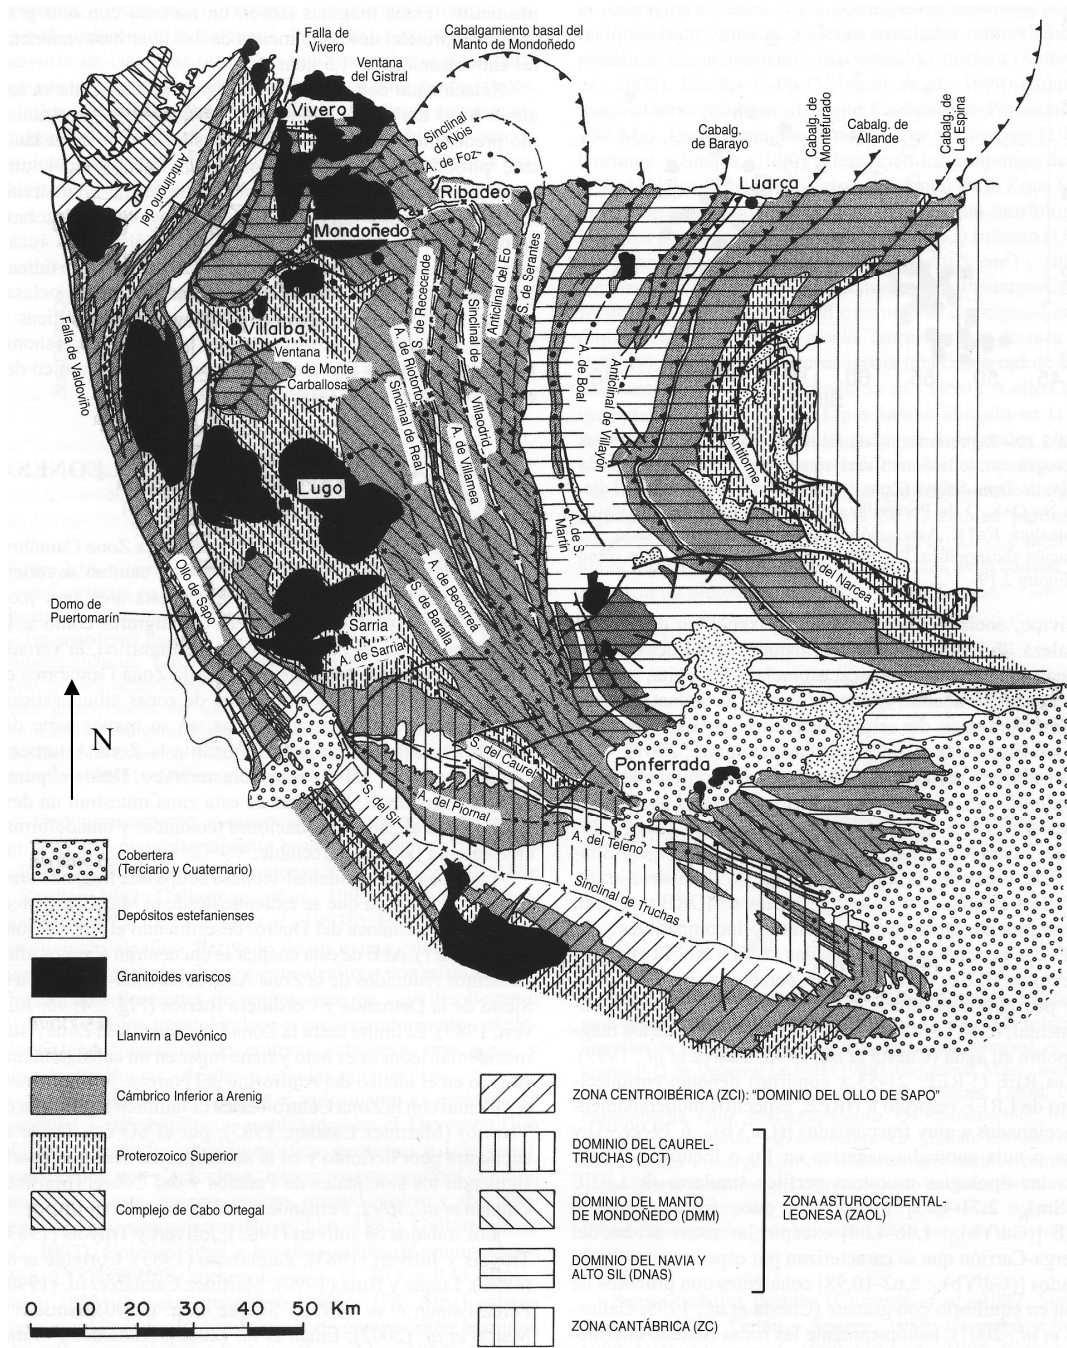 Falla de
Vivero
Ventana
del Gistral
Cabalgamiento basal del
Manto de Mondoñedo
Cabalg.
de Barayo
Cabalg. de
Montefurado
Cabalg. de
Allande
Cabalg. de
La Espina
Vivero
Sinclinal
de Nois
A. de Foz
Ribadeo
Luarca
Anticlinorio del
Mondoñedo
S. de Rececende
Sinclinal de
Anticlinal del Eo
S. de Serantes
Falla de Valdoviño
Villalba
Ventana
de Monte
Carballosa
A. de Riotorto
Sinclinal de Real
Villaodrid
A. de Villamea
A. de Boal
Anticlinal de Villayón
Antiforme
Lugo
A. de S.
Martín
Ollo de Sapo
A. de Becerreá
S. de Baralla
del Narcea
Domo de
Puertomarín
Sarria
A. de Sarria
N
S. del Caurel
Ponferrada
S. del Sil
A. del Piornal
A. del Teleno
Sinclinal de Truchas
Cobertera
(Terciario y Cuaternario)
Depósitos estefanienses
Granitoides variscos
Llanvirn a Devónico
Cámbrico Inferior a Arenig
Proterozoico Superior
Complejo de Cabo Ortegal
ZONA CENTROIBÉRICA (ZCI): "DOMINIO DEL OLLO DE SAPO"
DOMINIO DEL CAUREL-
TRUCHAS (DCT)
DOMINIO DEL MANTO
DE MONDOÑEDO (DMM)
ZONA ASTUROCCIDENTAL-
LEONESA (ZAOL)
DOMINIO DEL NAVIA Y
ALTO SIL (DNAS)
ZONA CANTÁBRICA (ZC)
0 10 20 30 40 50 Km